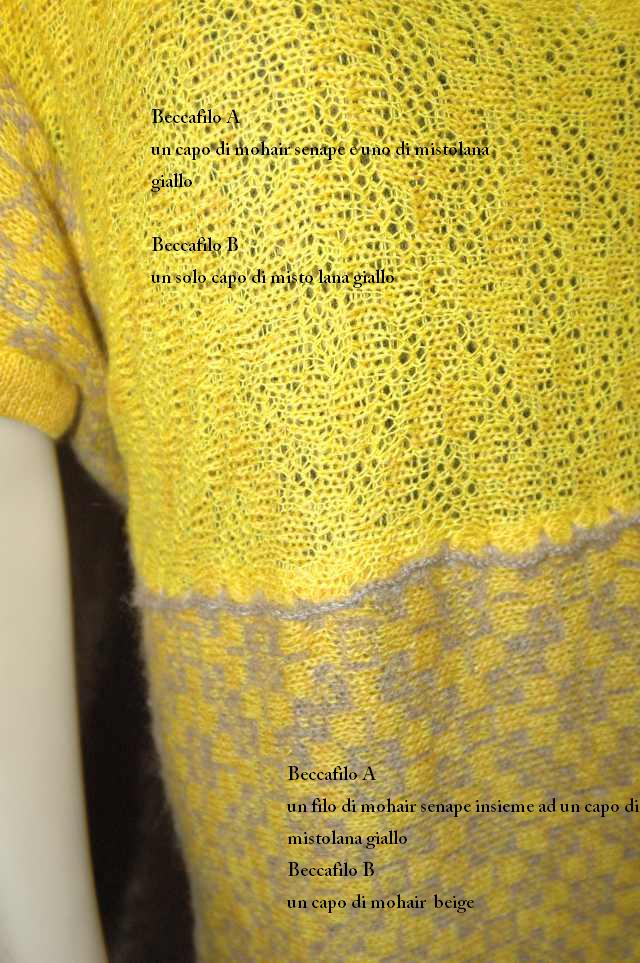 Beccafilo A
un capo di mohair senape e uno di mistolana
giallo
Beccafilo B
un solo capo di misto lana giallo
Beccafilo A
un filo di mohair senape insieme ad un capo di
mistolana giallo
Beccafilo B
un capo di mohair beige